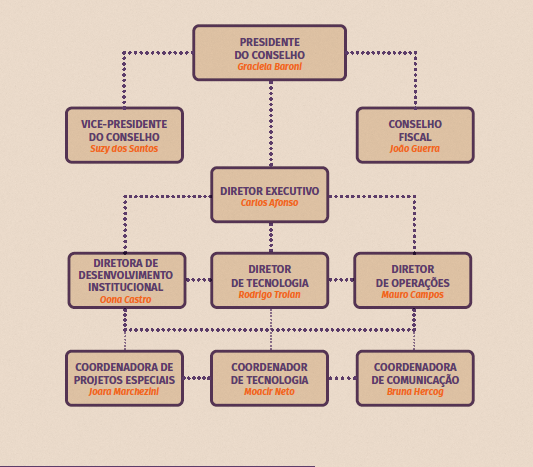 PRESIDENTE
DO CONSELHO
Graciela Baroni
VICE-PRESIDENTE
DO CONSELHO
Suzy dos Santos
CONSELHO
FISCAL
João Guerra
DIRETOR EXECUTIVO
Carlos Afonso
DIRETORA DE
DESENVOLVIMENTO
INSTITUCIONAL
Oona Castro
DIRETOR
DE TECNOLOGIA
Rodrigo Troian
DIRETOR
DE OPERAÇÕES
Mauro Campos
COORDENADORA DE
PROJETOS ESPECIAIS
Joara Marchezini
COORDENADOR
DE TECNOLOGIA
Moacir Neto
COORDENADORA
DE COMUNICAÇÃO
Bruna Hercog